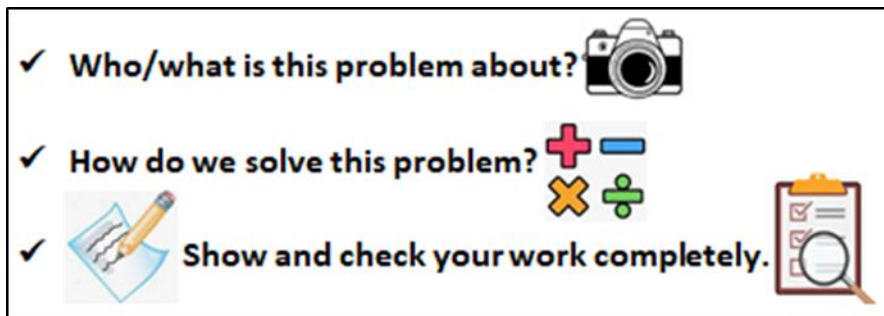 ✓ Who/what is this problem about?
✓ How do we solve this problem?
✓ Show and check your work completely.